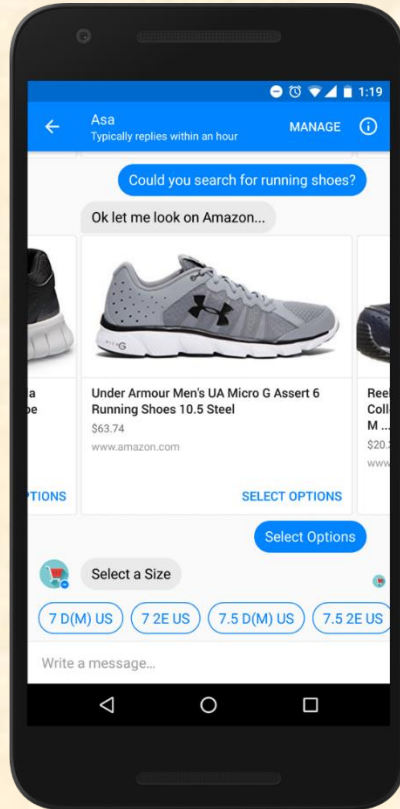 1:19
Asa
Typically replies within an hour
MANAGE
Could you search for running shoes?
Ok let me look on Amazon...
Under Armour Men's UA Micro G Assert 6
Running Shoes 10.5 Steel
$63.74
www.amazon.com
SELECT OPTIONS
Select Options
Select a Size
7 D(M) US
7 2E US
7.5 D(M) US
7.5 2E US
Write a message...